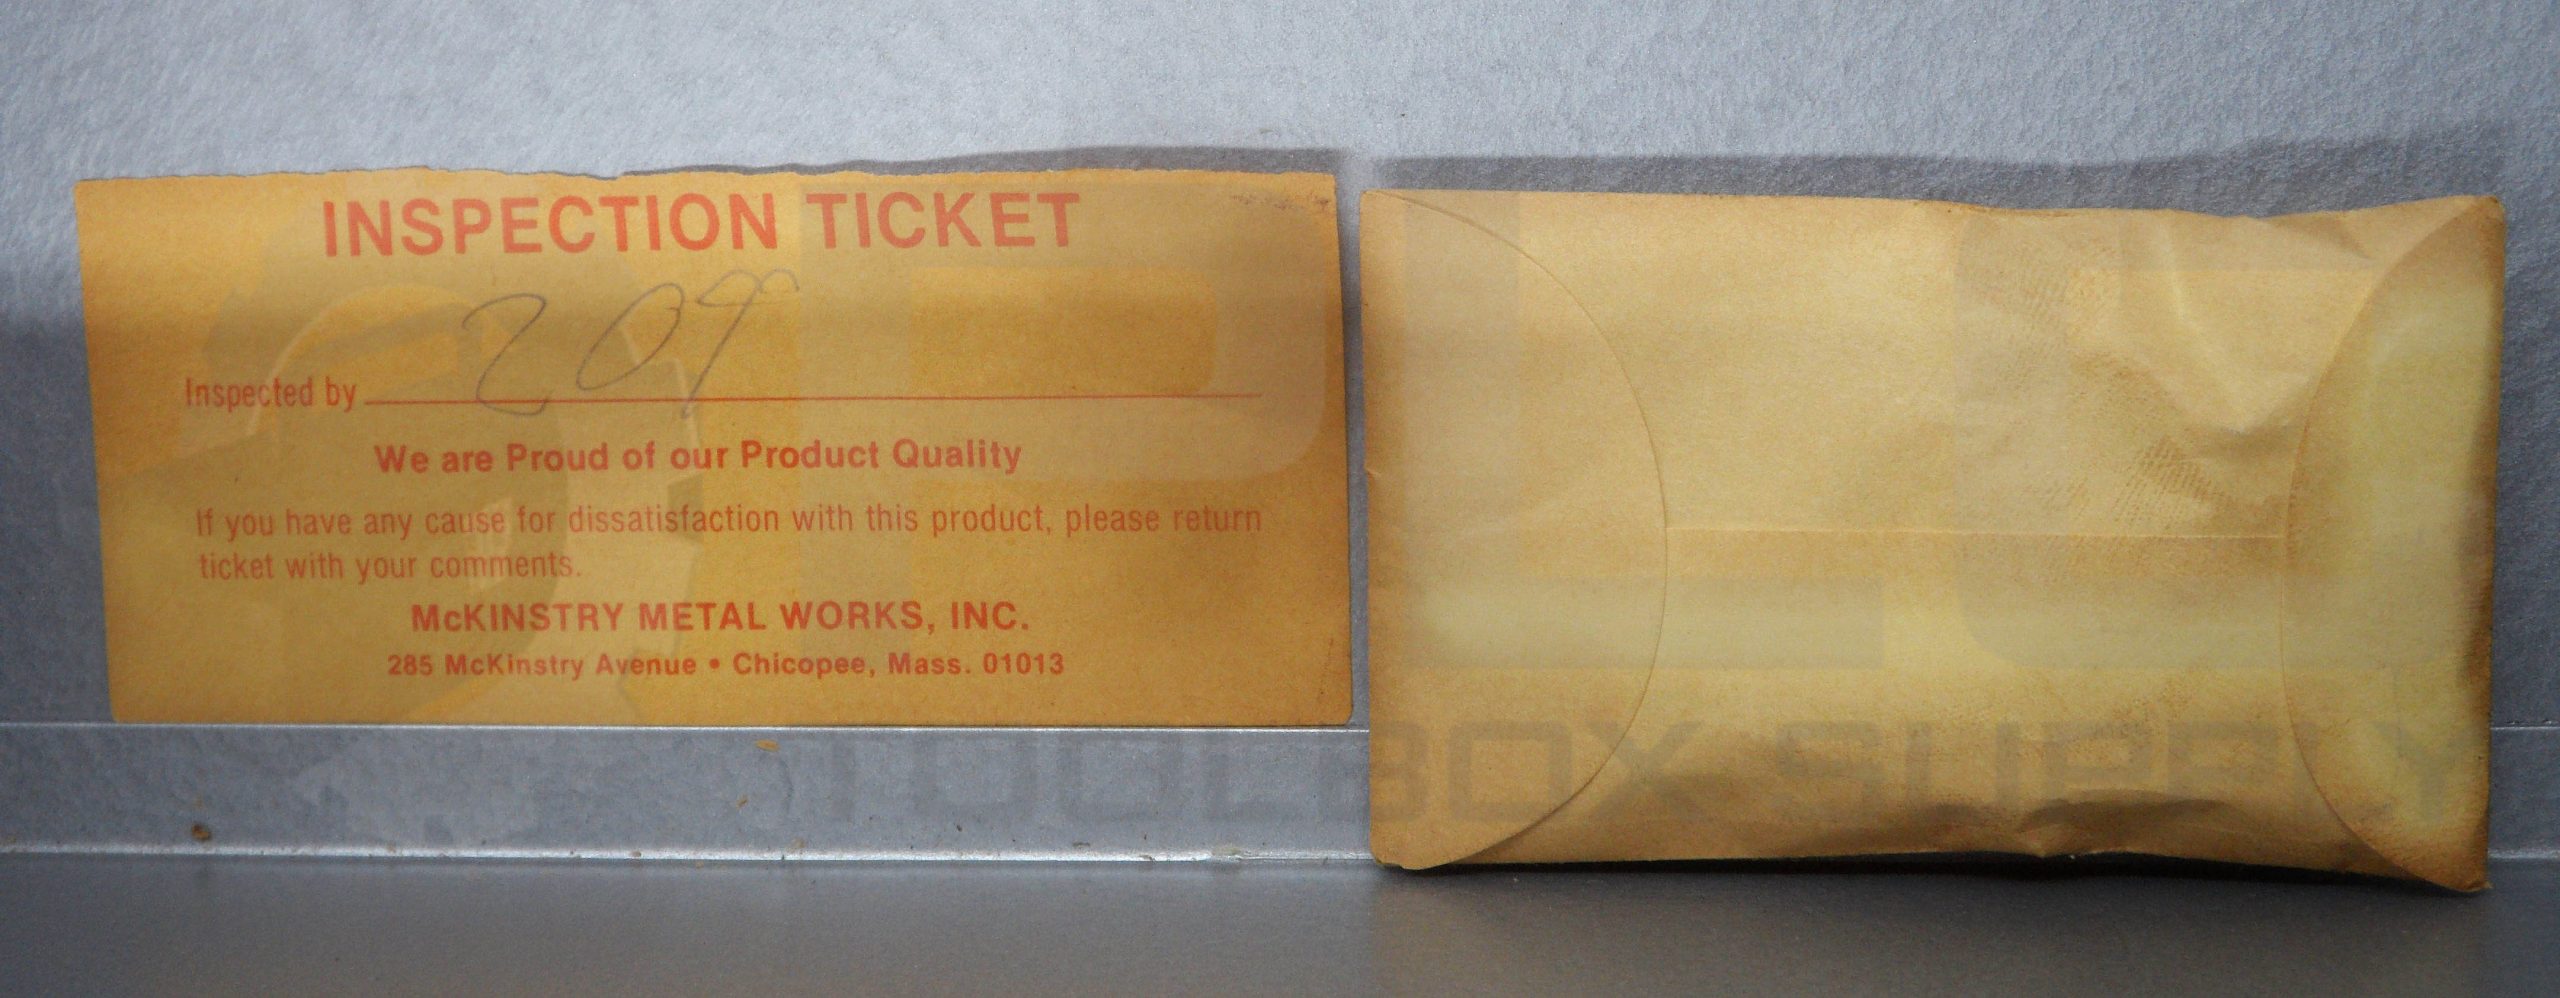 INSPECTION TICKET
209
Inspected by
We are Proud of our Product Quality
If you have any cause for dissatisfaction with this product, please return
ticket with your comments.
McKINSTRY METAL WORKS, INC.
285 McKinstry Avenue • Chicopee, Mass. 01013
TOOLBOX SUPPLY